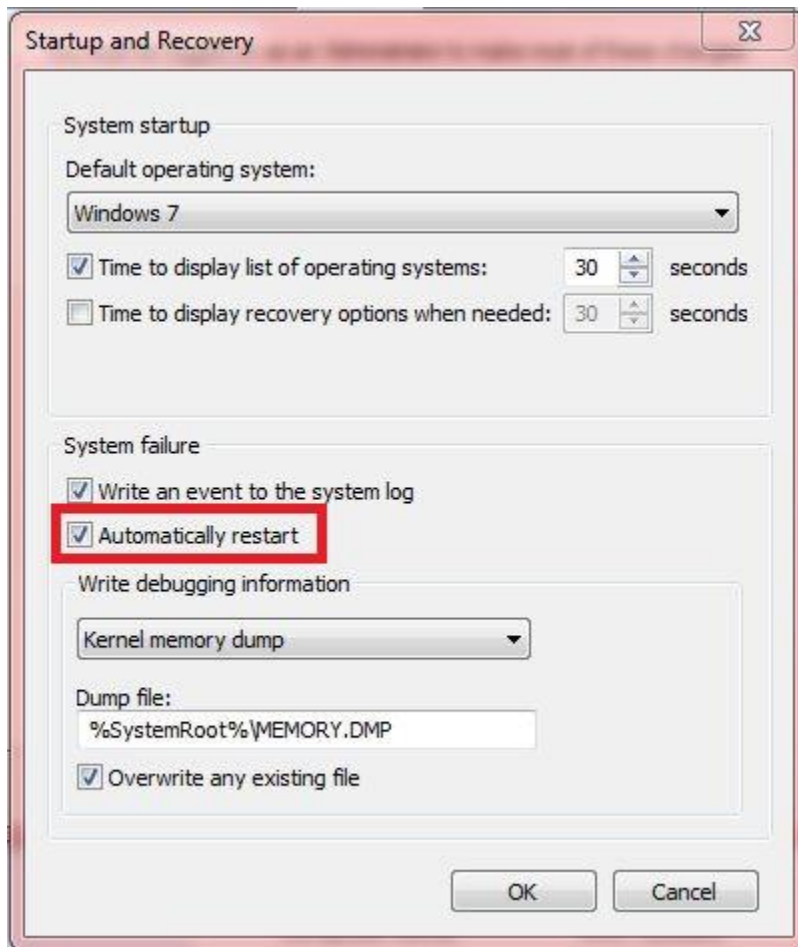 Startup and Recovery
System startup
Default operating system:
Windows 7
Time to display list of operating systems: 30 seconds
Time to display recovery options when needed: 30 seconds
System failure
Write an event to the system log
Automatically restart
Write debugging information
Kernel memory dump
Dump file:
%SystemRoot%\MEMORY.DMP
Overwrite any existing file
OK Cancel